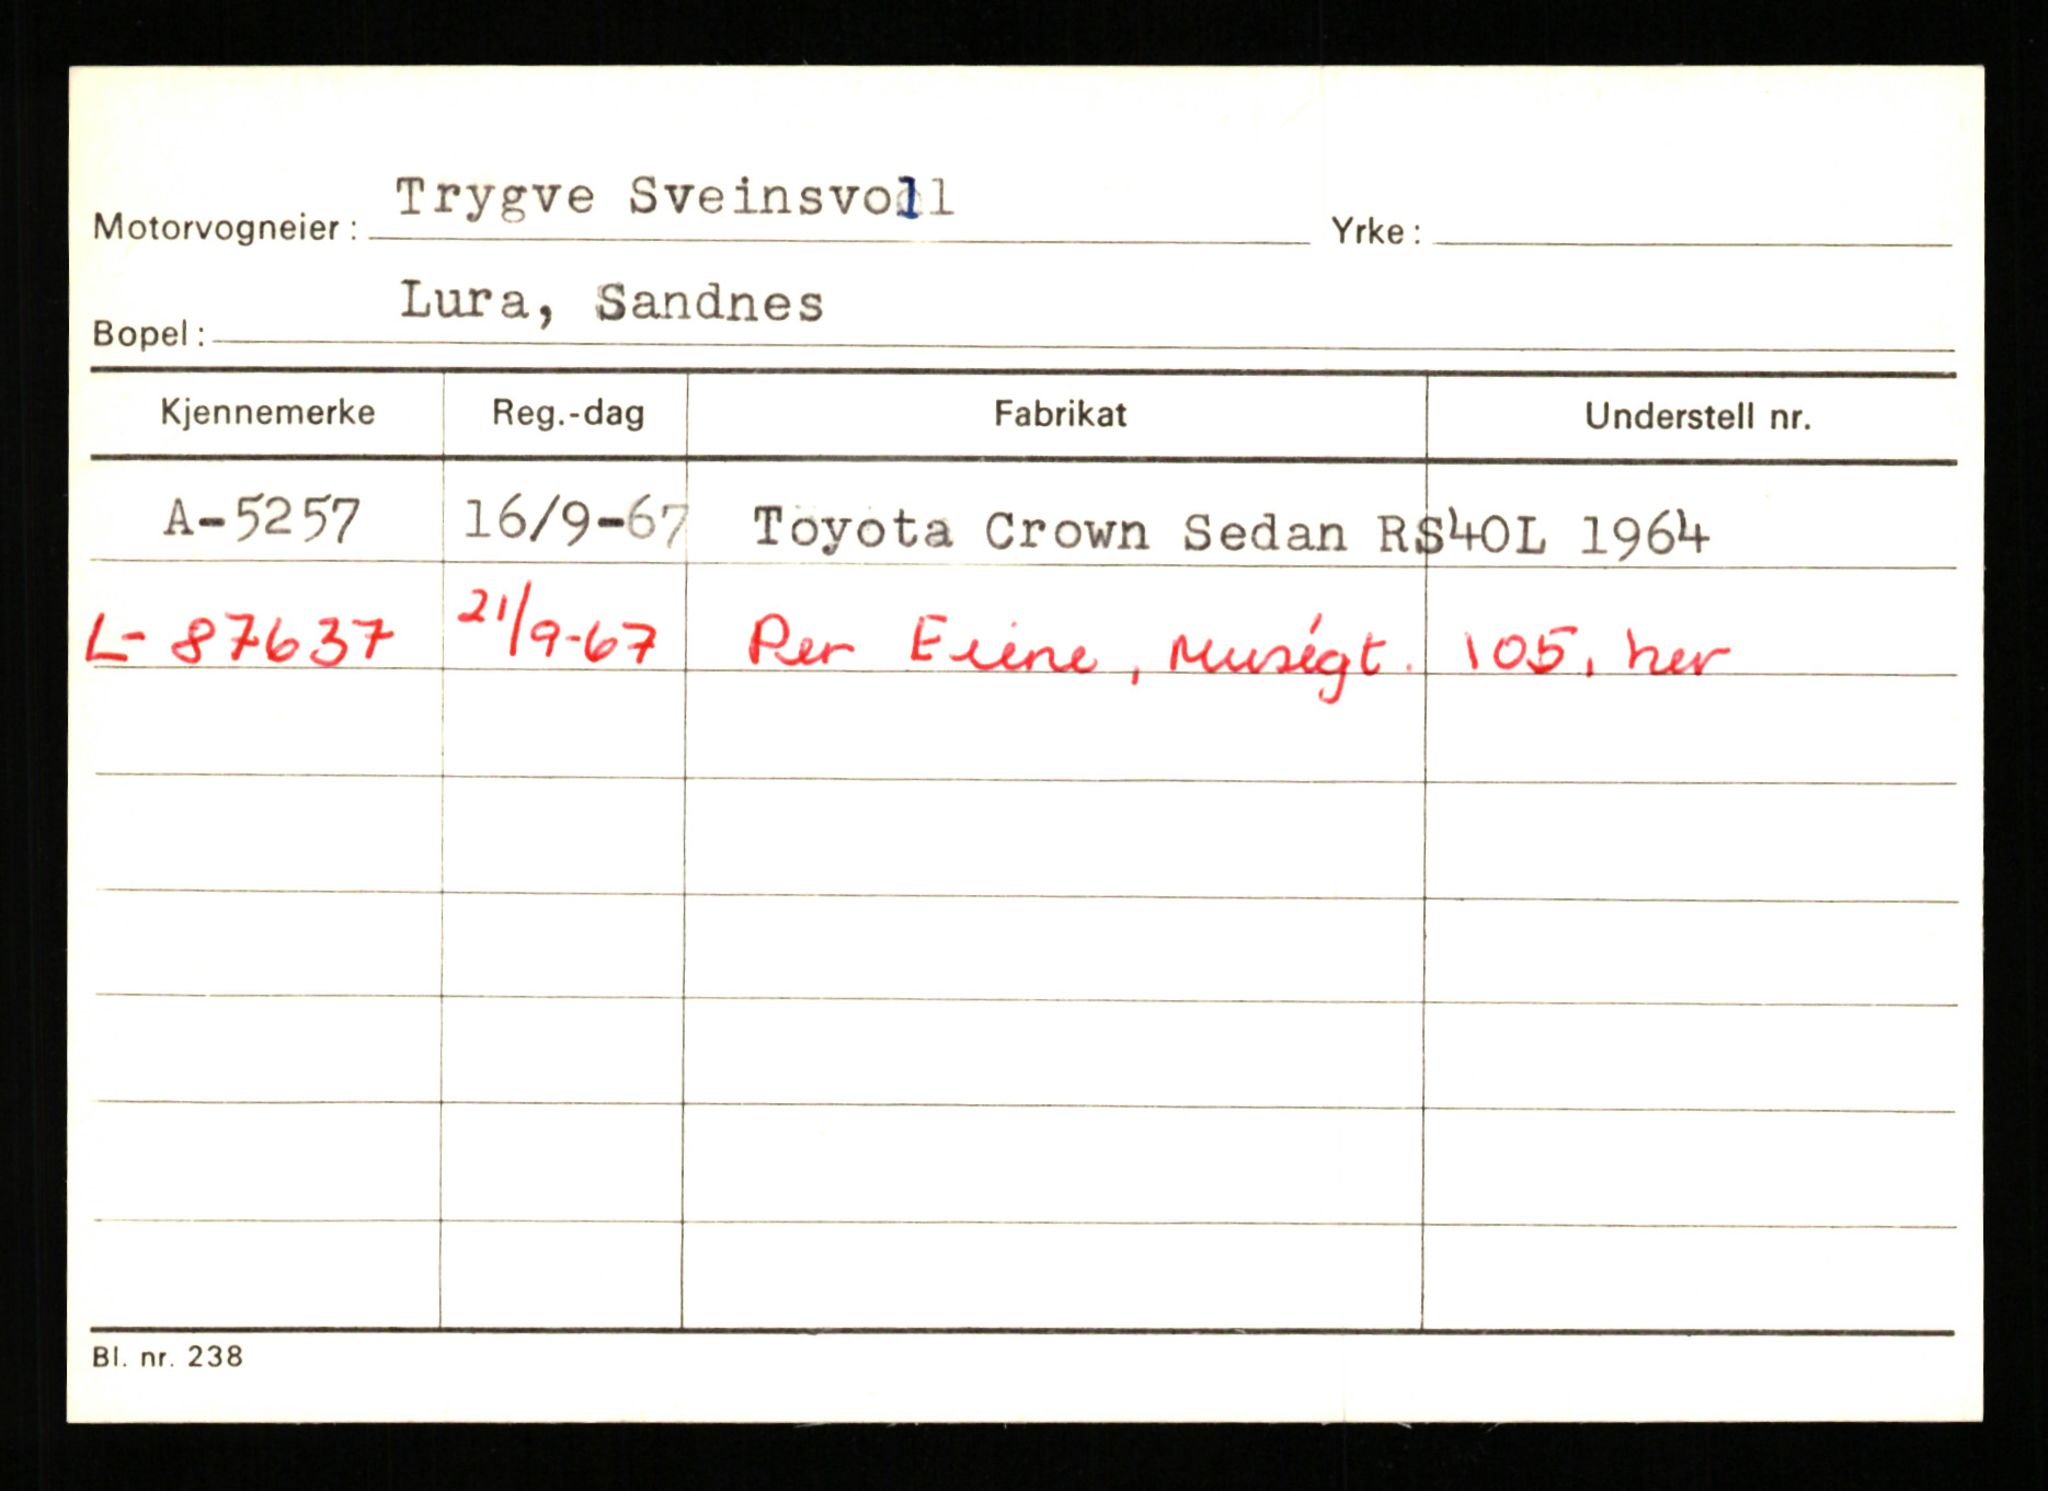 Motorvogneier: Trygve Sveinsvoll Yrke:
Bopel: Lura, Sandnes
Kjennemerke Reg.-dag Fabrikat Understell nr.
A-5257 16/9-67 Toyota Crown Sedan RS40L 1964
L- 87637 21/9-67 Per Eiene, Muségt. 105, her
Bl. nr. 238